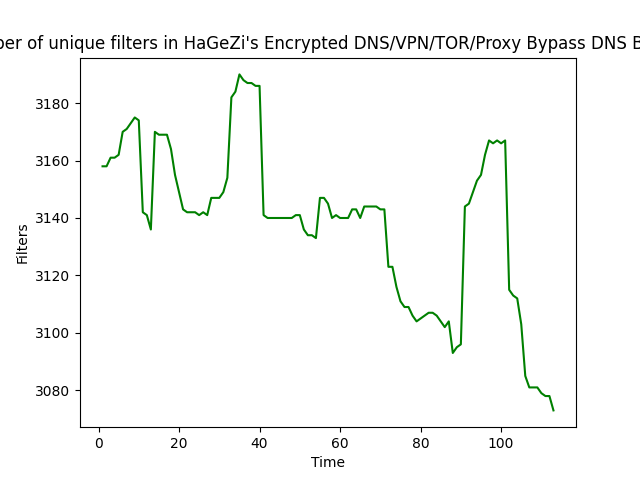 ber of unique filters in HaGeZi's Encrypted DNS/VPN/TOR/Proxy Bypass DNS B
3180
3160
3140
3120
3100
3080
Filters
0 20 40 60 80 100
Time